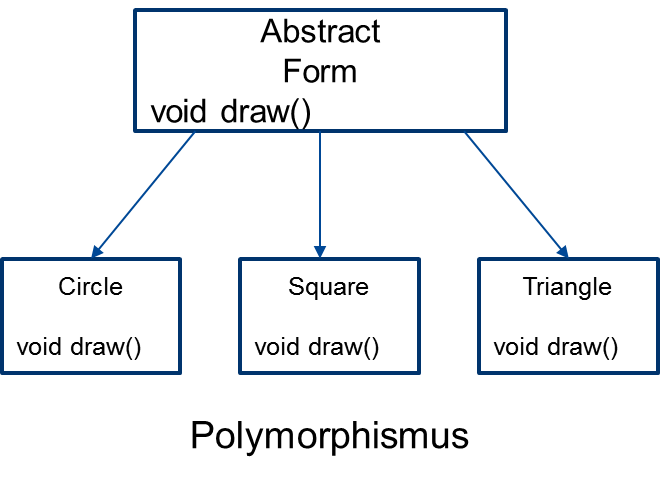 Abstract
Form
void draw()
Circle
void draw()
Square
void draw()
Triangle
void draw()
Polymorphismus